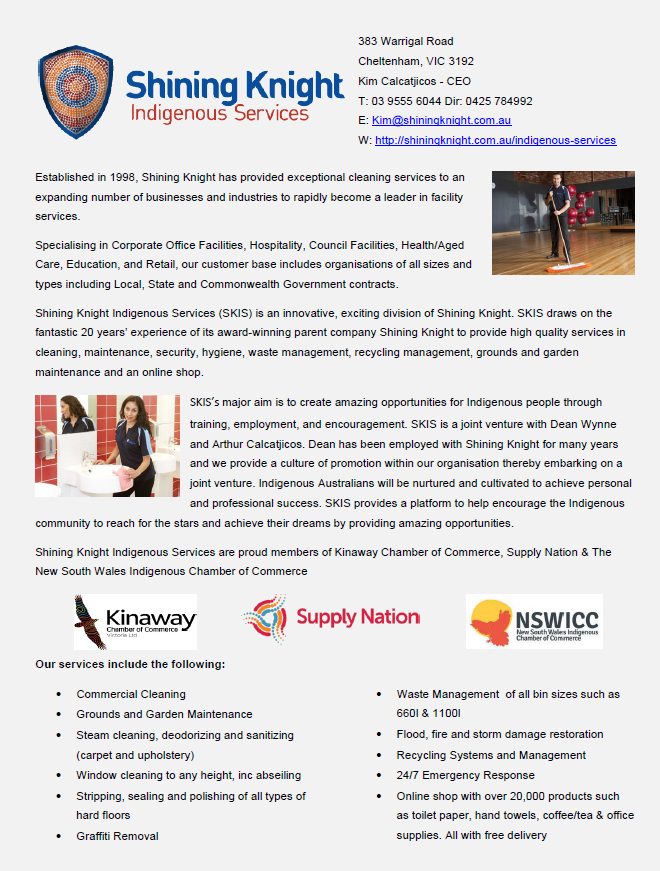 Shining Knight
Indigenous Services
383 Warrigal Road
Cheltenham, VIC 3192
Kim Calcatjicos - CEO
T: 03 9555 6044 Dir: 0425 784992
E: Kim@shiningknight.com.au
W: http://shiningknight.com.au/indigenous-services
Established in 1998, Shining Knight has provided exceptional cleaning services to an
expanding number of businesses and industries to rapidly become a leader in facility
services.
Specialising in Corporate Office Facilities, Hospitality, Council Facilities, Health/Aged
Care, Education, and Retail, our customer base includes organisations of all sizes and
types including Local, State and Commonwealth Government contracts.
Shining Knight Indigenous Services (SKIS) is an innovative, exciting division of Shining Knight. SKIS draws on the
fantastic 20 years' experience of its award-winning parent company Shining Knight to provide high quality services in
cleaning, maintenance, security, hygiene, waste management, recycling management, grounds and garden
maintenance and an online shop.
SKIS's major aim is to create amazing opportunities for Indigenous people through
training, employment, and encouragement. SKIS is a joint venture with Dean Wynne
and Arthur Calcatjicos. Dean has been employed with Shining Knight for many years
and we provide a culture of promotion within our organisation thereby embarking on a
joint venture. Indigenous Australians will be nurtured and cultivated to achieve personal
and professional success. SKIS provides a platform to help encourage the Indigenous
community to reach for the stars and achieve their dreams by providing amazing opportunities.
Shining Knight Indigenous Services are proud members of Kinaway Chamber of Commerce, Supply Nation & The
New South Wales Indigenous Chamber of Commerce
Kinaway
Chamber of Commerce
Victoria Ltd
Supply Nation
NSWICC
New South Wales Indigenous
Chamber of Commerce
Our services include the following:
• Commercial Cleaning
• Grounds and Garden Maintenance
• Steam cleaning, deodorizing and sanitizing
(carpet and upholstery)
• Window cleaning to any height, inc abseiling
• Stripping, sealing and polishing of all types of
hard floors
• Graffiti Removal
• Waste Management of all bin sizes such as
660l & 1100l
• Flood, fire and storm damage restoration
• Recycling Systems and Management
• 24/7 Emergency Response
• Online shop with over 20,000 products such
as toilet paper, hand towels, coffee/tea & office
supplies. All with free delivery